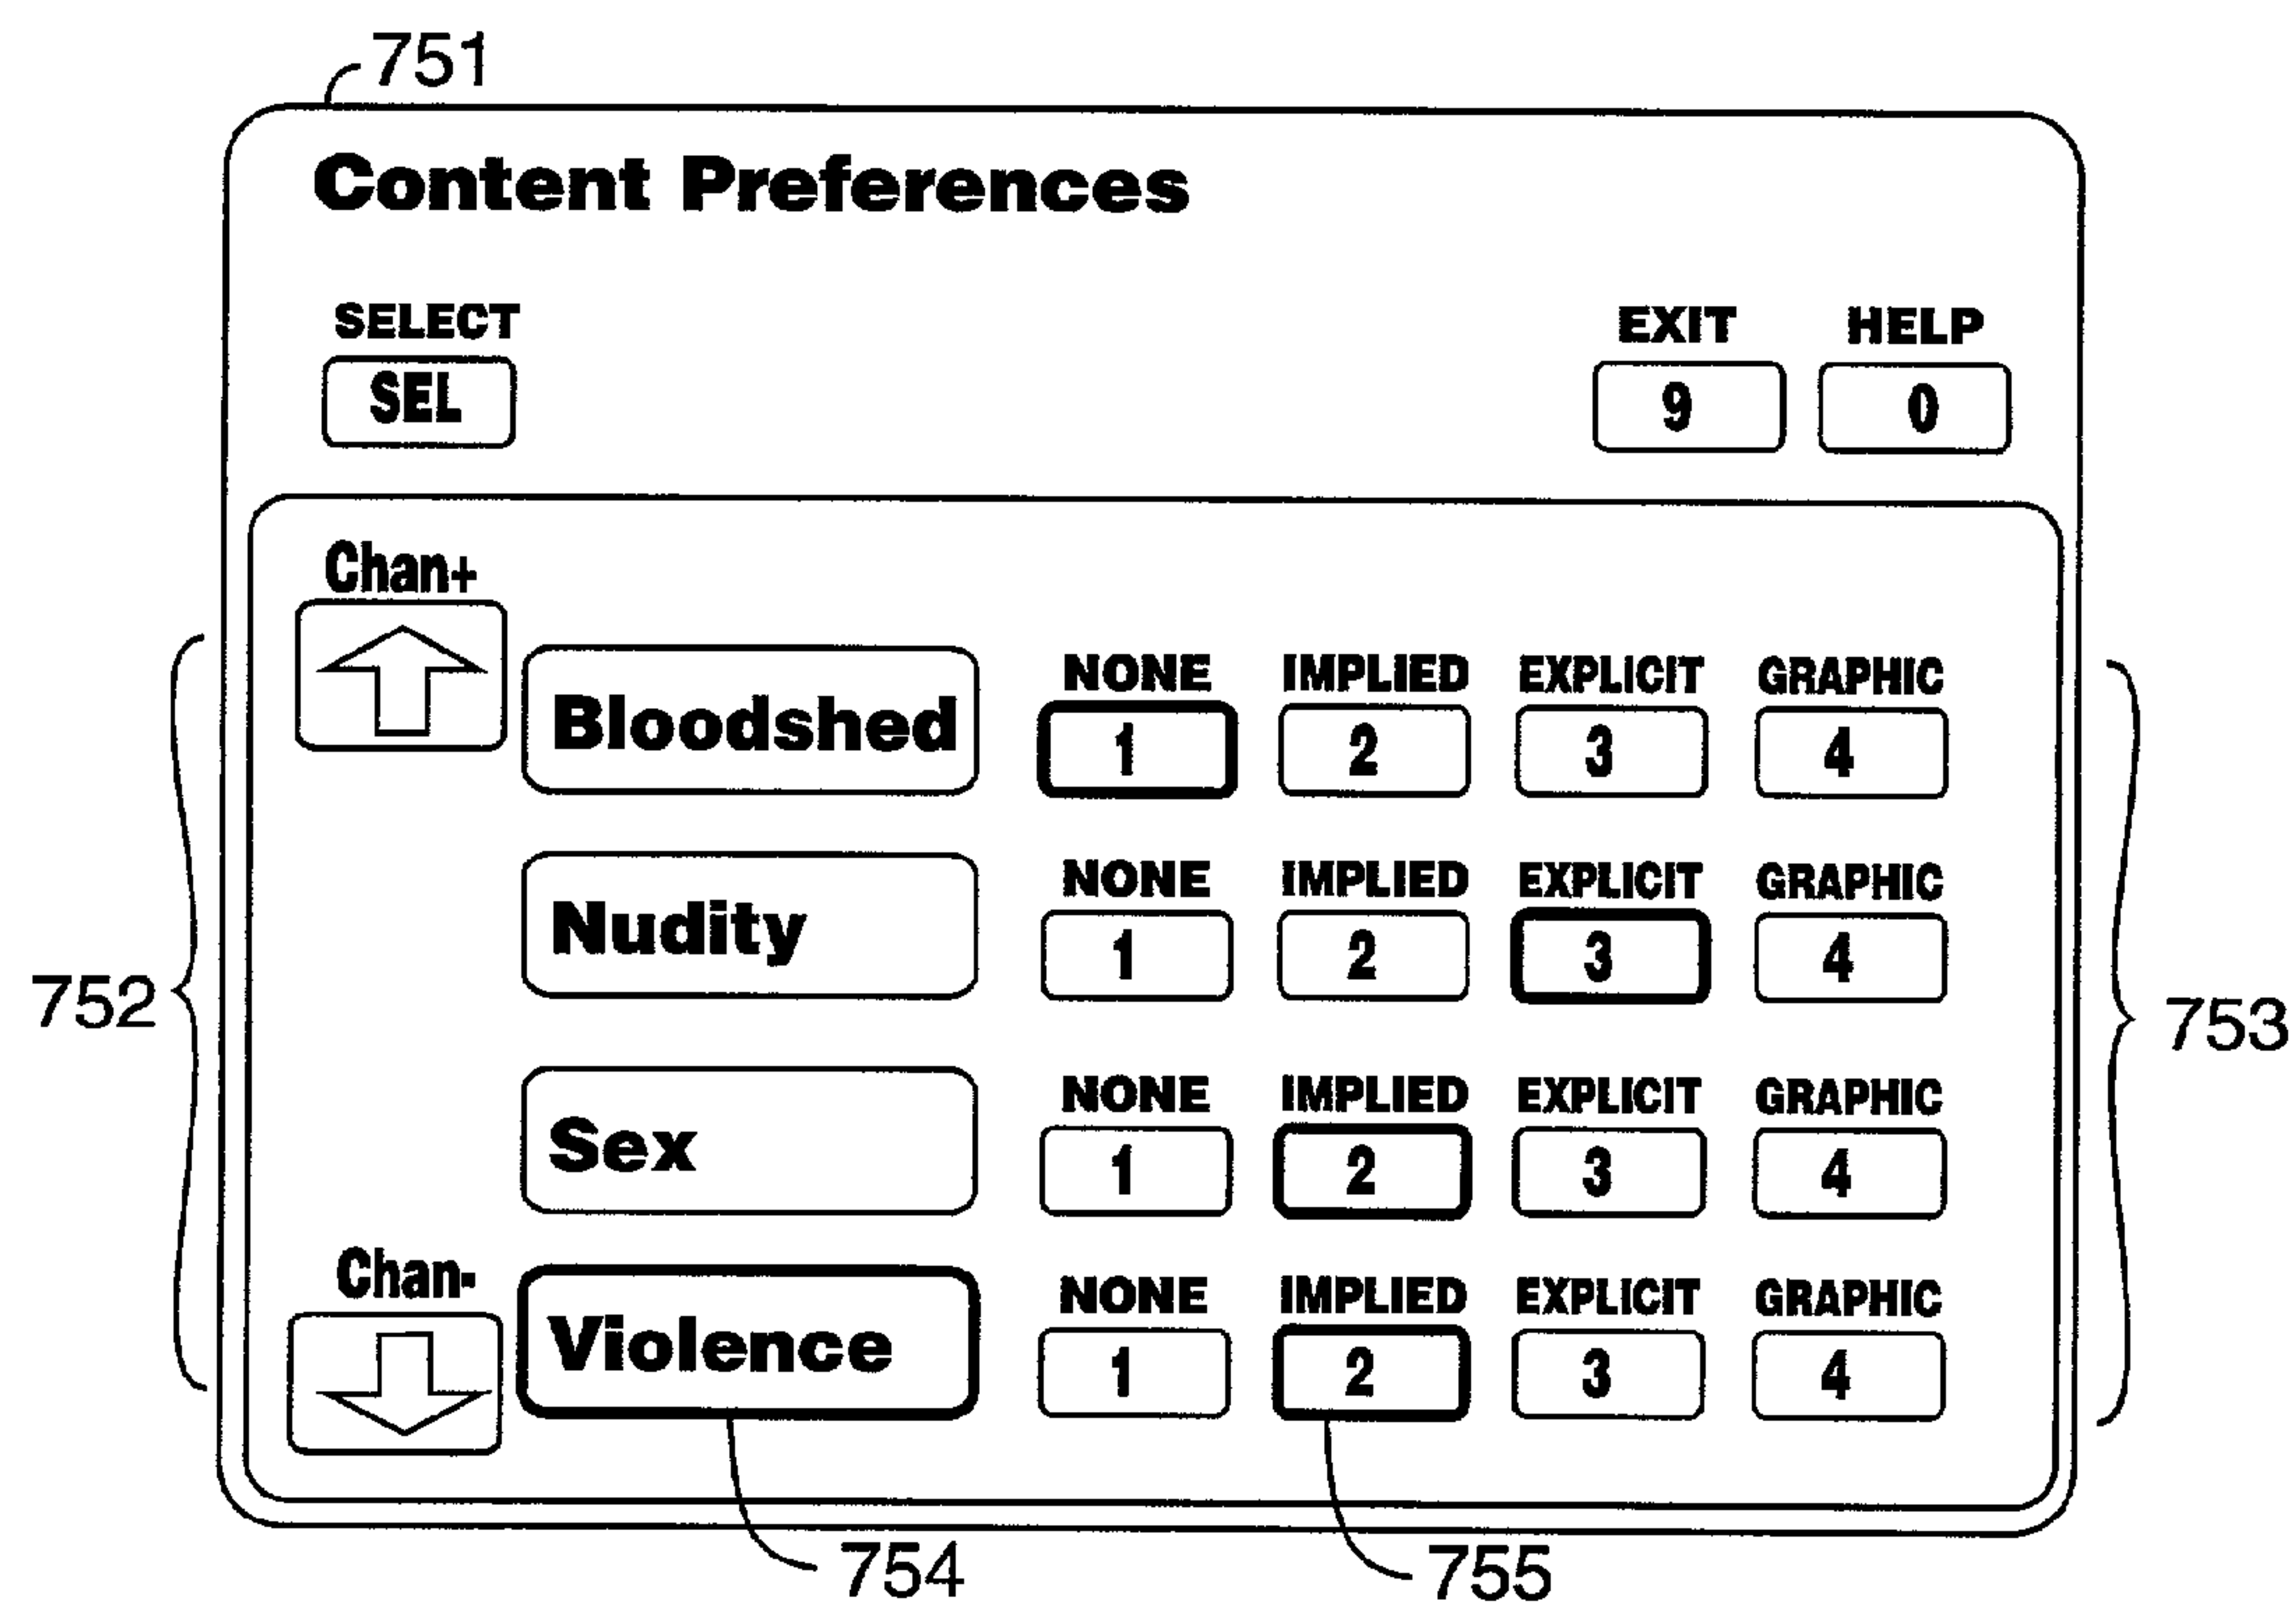 751
Content Preferences
SELECT EXIT HELP
SEL 9 0
Chan+
NONE IMPLIED EXPLICIT GRAPHIC
Bloodshed 1 2 3 4
NONE IMPLIED EXPLICIT GRAPHIC
Nudity 1 2 3 4
752 753
NONE IMPLIED EXPLICIT GRAPHIC
Sex 1 2 3 4
Chan-
NONE IMPLIED EXPLICIT GRAPHIC
Violence 1 2 3 4
754 755